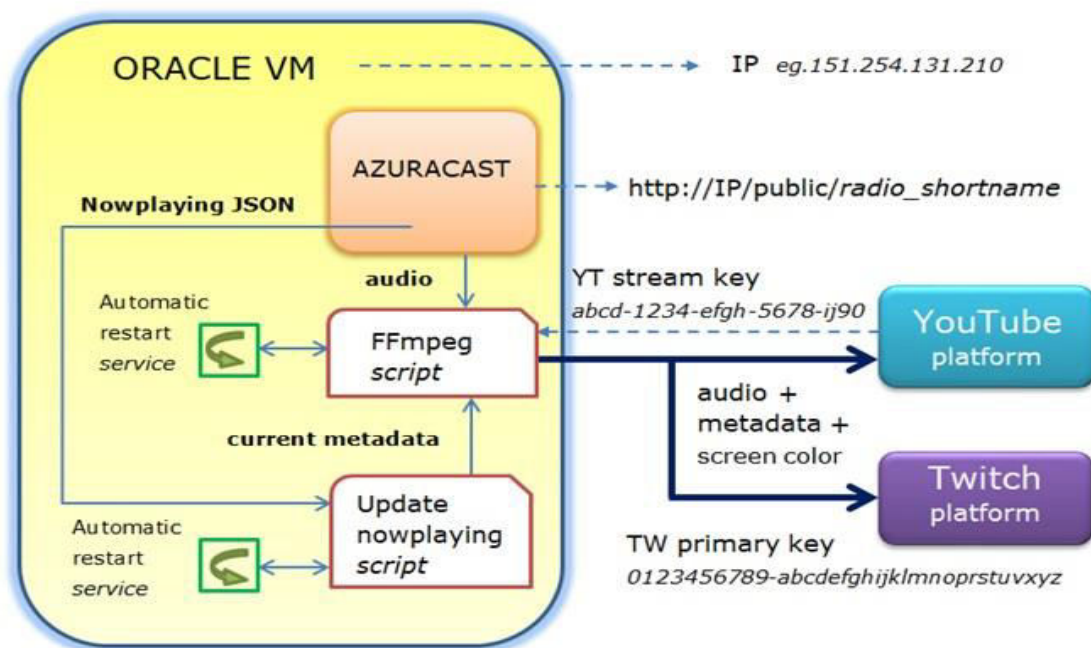 ORACLE VM
IP eg.151.254.131.210
AZURACAST
http://IP/public/radio_shortname
Nowplaying JSON
audio
YT stream key
abcd-1234-efgh-5678-ij90
Automatic
restart
service
FFmpeg
script
YouTube
platform
audio +
metadata +
screen color
current metadata
Twitch
platform
Update
nowplaying
script
Automatic
restart
service
TW primary key
0123456789-abcdefghijklmnoprstuvxyz